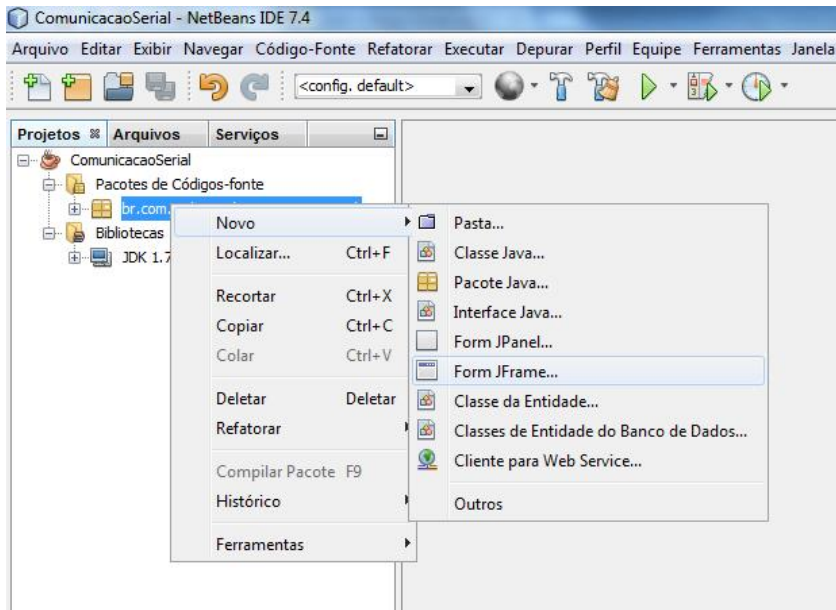 ComunicacaoSerial - NetBeans IDE 7.4
Arquivo Editar Exibir Navegar Código-Fonte Refatorar Executar Depurar Perfil Equipe Ferramentas Janela
<config. default>
Projetos Arquivos Serviços
ComunicacaoSerial
Pacotes de Códigos-fonte
br.com.
Bibliotecas
JDK 1.7
Novo
Localizar... Ctrl+F
Recortar Ctrl+X
Copiar Ctrl+C
Colar Ctrl+V
Deletar Deletar
Refatorar
Compilar Pacote F9
Histórico
Ferramentas
Pasta...
Classe Java...
Pacote Java...
Interface Java...
Form JPanel...
Form JFrame...
Classe da Entidade...
Classes de Entidade do Banco de Dados...
Cliente para Web Service...
Outros